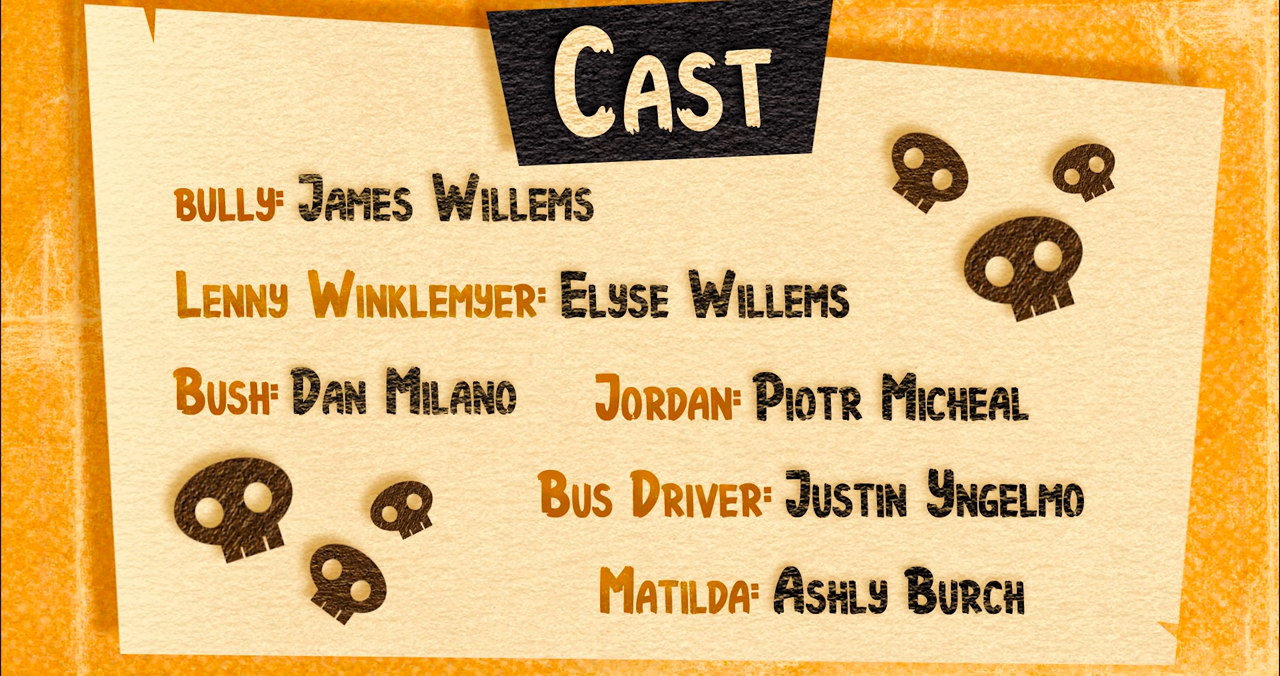 Cast
Bully: James Willems
Lenny Winklemyer: Elyse Willems
Bush: Dan Milano
Jordan: Piotr Micheal
Bus Driver: Justin Yngelmo
Matilda: Ashly Burch